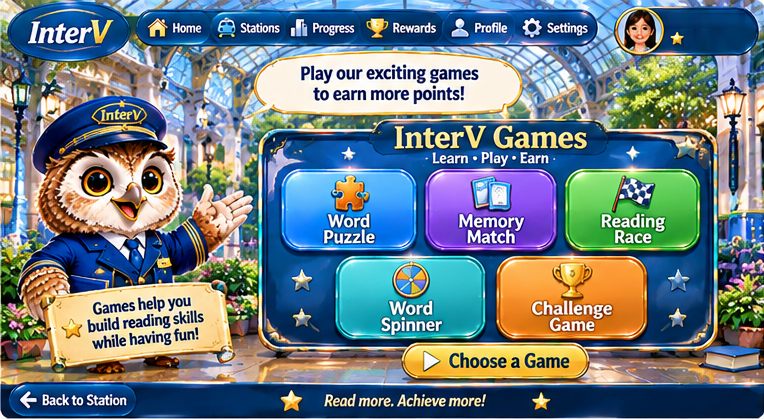 InterV
Home
Stations
Progress
Rewards
Profile
Settings
Play our exciting games
to earn more points!
InterV
InterV Games
Learn • Play • Earn
Word
Puzzle
Memory
Match
Reading
Race
Word
Spinner
Challenge
Game
Games help you
build reading skills
while having fun!
Choose a Game
Back to Station
Read more. Achieve more!